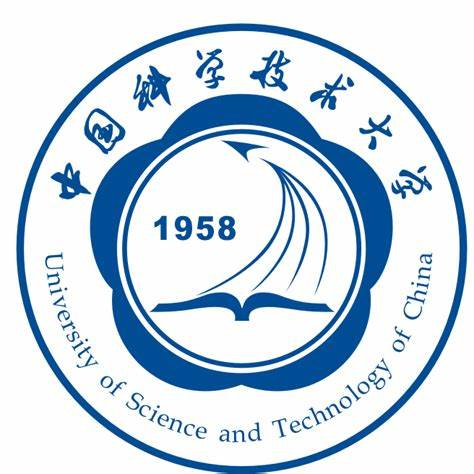 中国科学技术大学
1958
University of Science and Technology of China